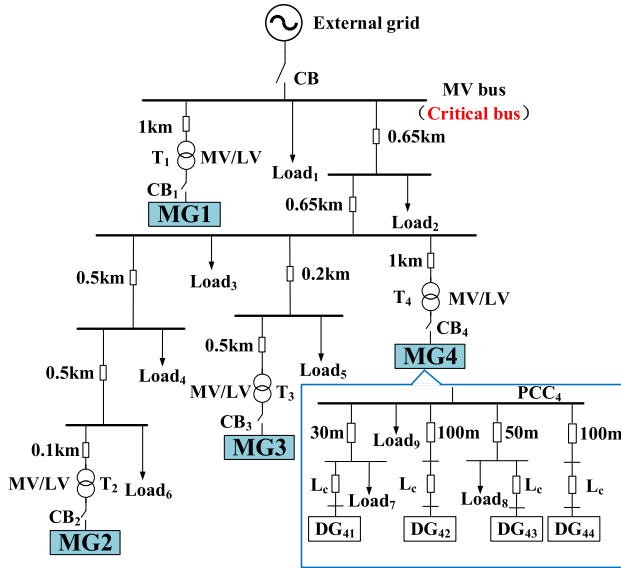 External grid
CB
MV bus
（Critical bus）
1km
T1
MV/LV
CB1
MG1
Load1
0.65km
0.65km
Load2
0.5km
Load3
0.2km
1km
T4
MV/LV
CB4
MG4
0.5km
Load4
0.5km
MV/LV
T3
CB3
MG3
Load5
0.1km
MV/LV
T2
CB2
MG2
Load6
PCC4
30m
Load9
100m
50m
100m
Lc
Load7
Lc
Load8
Lc
Lc
DG41
DG42
DG43
DG44